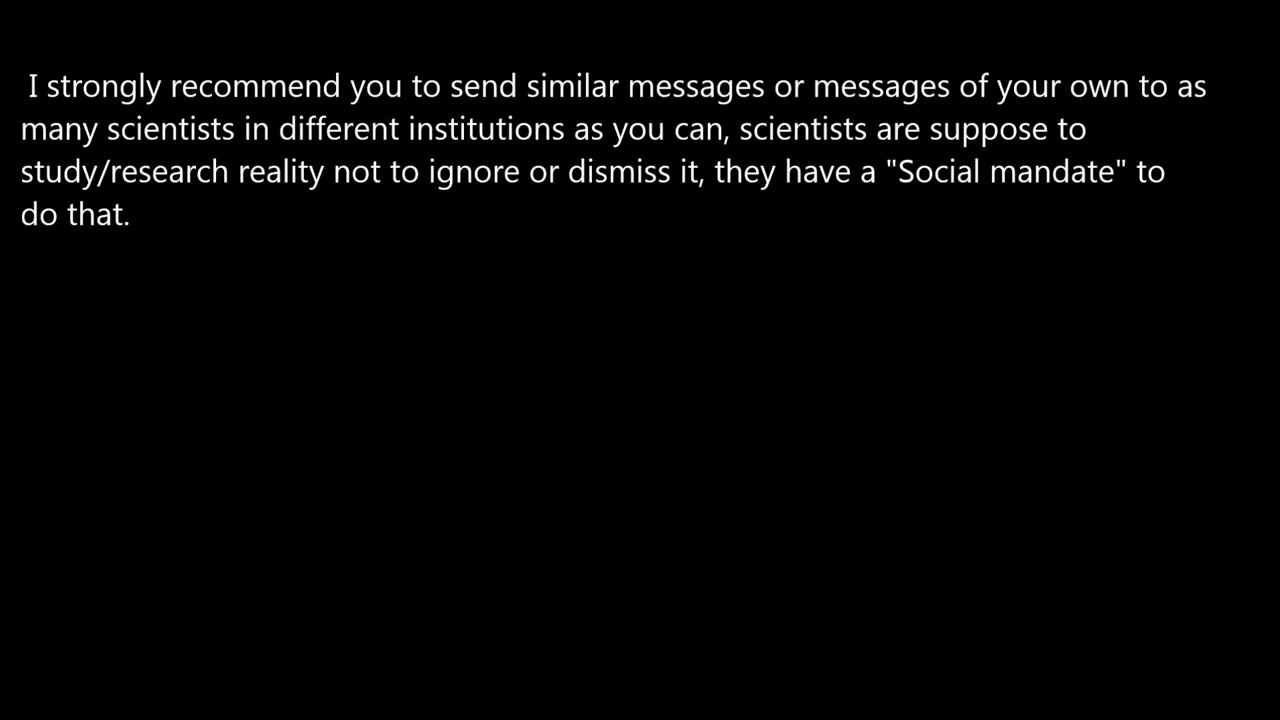 I strongly recommend you to send similar messages or messages of your own to as
many scientists in different institutions as you can, scientists are suppose to
study/research reality not to ignore or dismiss it, they have a "Social mandate" to
do that.